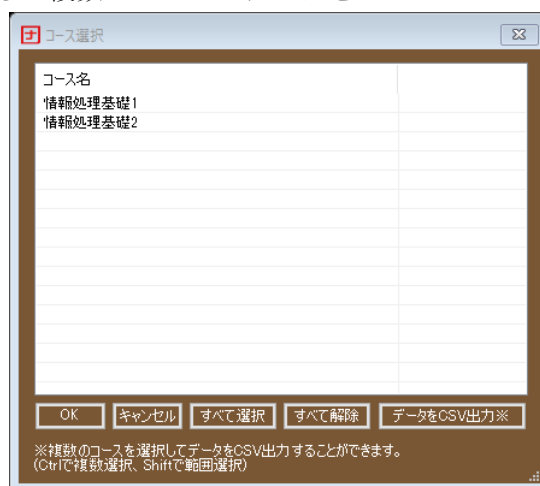 ナ コース選択
コース名
情報処理基礎1
情報処理基礎2
OK キャンセル すべて選択 すべて解除 データをCSV出力※
※複数のコースを選択してデータをCSV出力することができます。
(Ctrlで複数選択、Shiftで範囲選択)